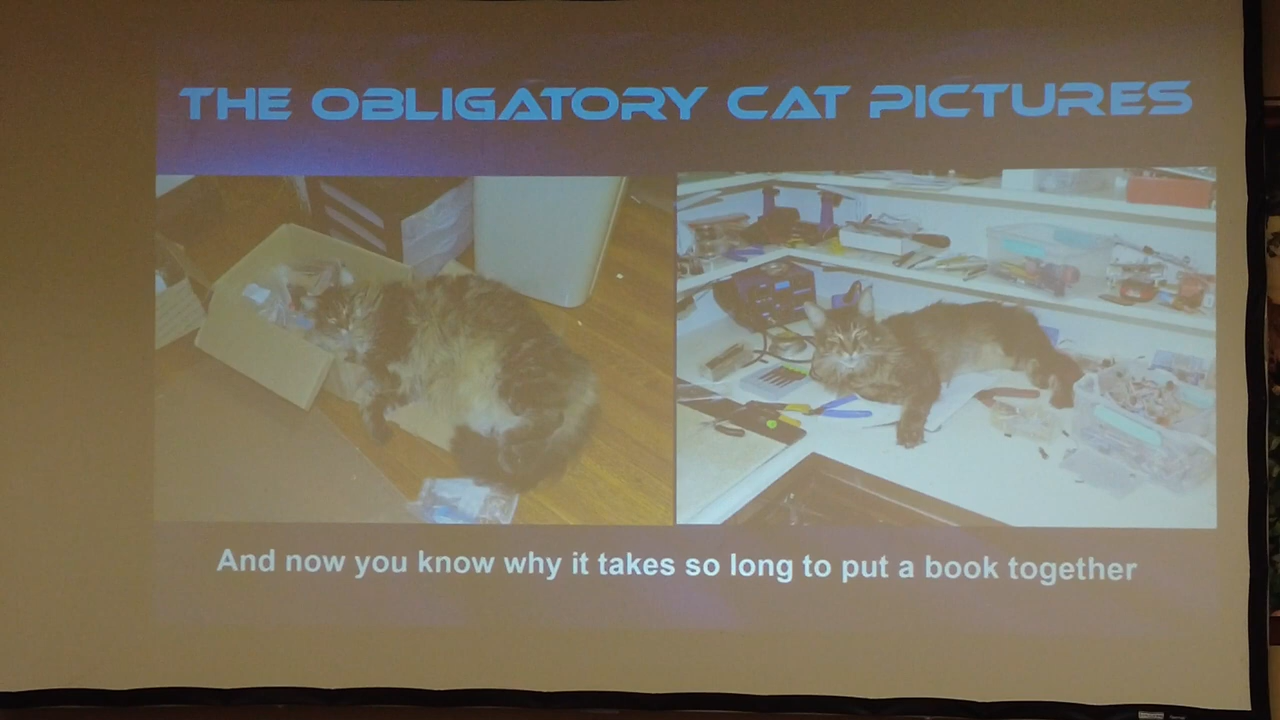 THE OBLIGATORY CAT PICTURES
And now you know why it takes so long to put a book together